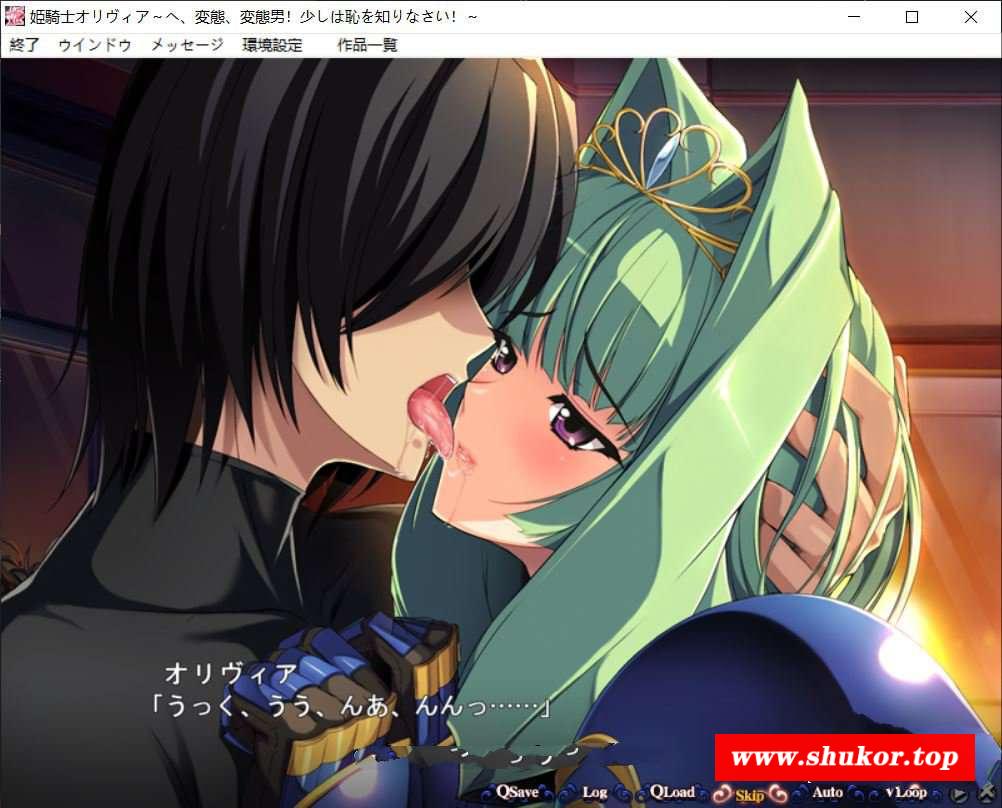 姫騎士オリヴィア～へ、変態、変態男！少しは恥を知りなさい！～
終了 ウインドウ メッセージ 環境設定 作品一覧
オリヴィア
「うっく、うう、んあ、んんっ……」
www.shukor.top
QSave Log QLoad Skip Auto VLoop